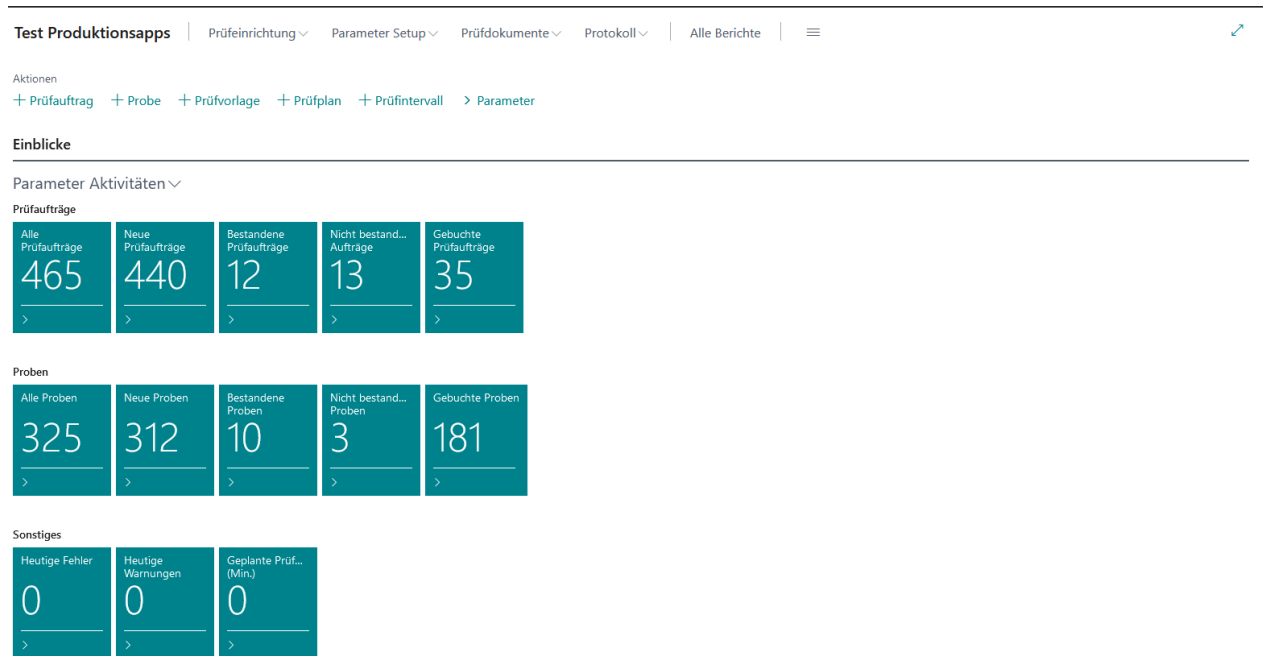 Test Produktionsapps Prüfeinrichtung Parameter Setup Prüfdokumente Protokoll Alle Berichte
Aktionen
+ Prüfauftrag + Probe + Prüfvorlage + Prüfplan + Prüfintervall > Parameter
Einblicke
Parameter Aktivitäten
Prüfaufträge
Alle Prüfaufträge
465
Neue Prüfaufträge
440
Bestandene Prüfaufträge
12
Nicht bestand... Aufträge
13
Gebuchte Prüfaufträge
35
Proben
Alle Proben
325
Neue Proben
312
Bestandene Proben
10
Nicht bestand... Proben
3
Gebuchte Proben
181
Sonstiges
Heutige Fehler
0
Heutige Warnungen
0
Geplante Prüf... (Min.)
0